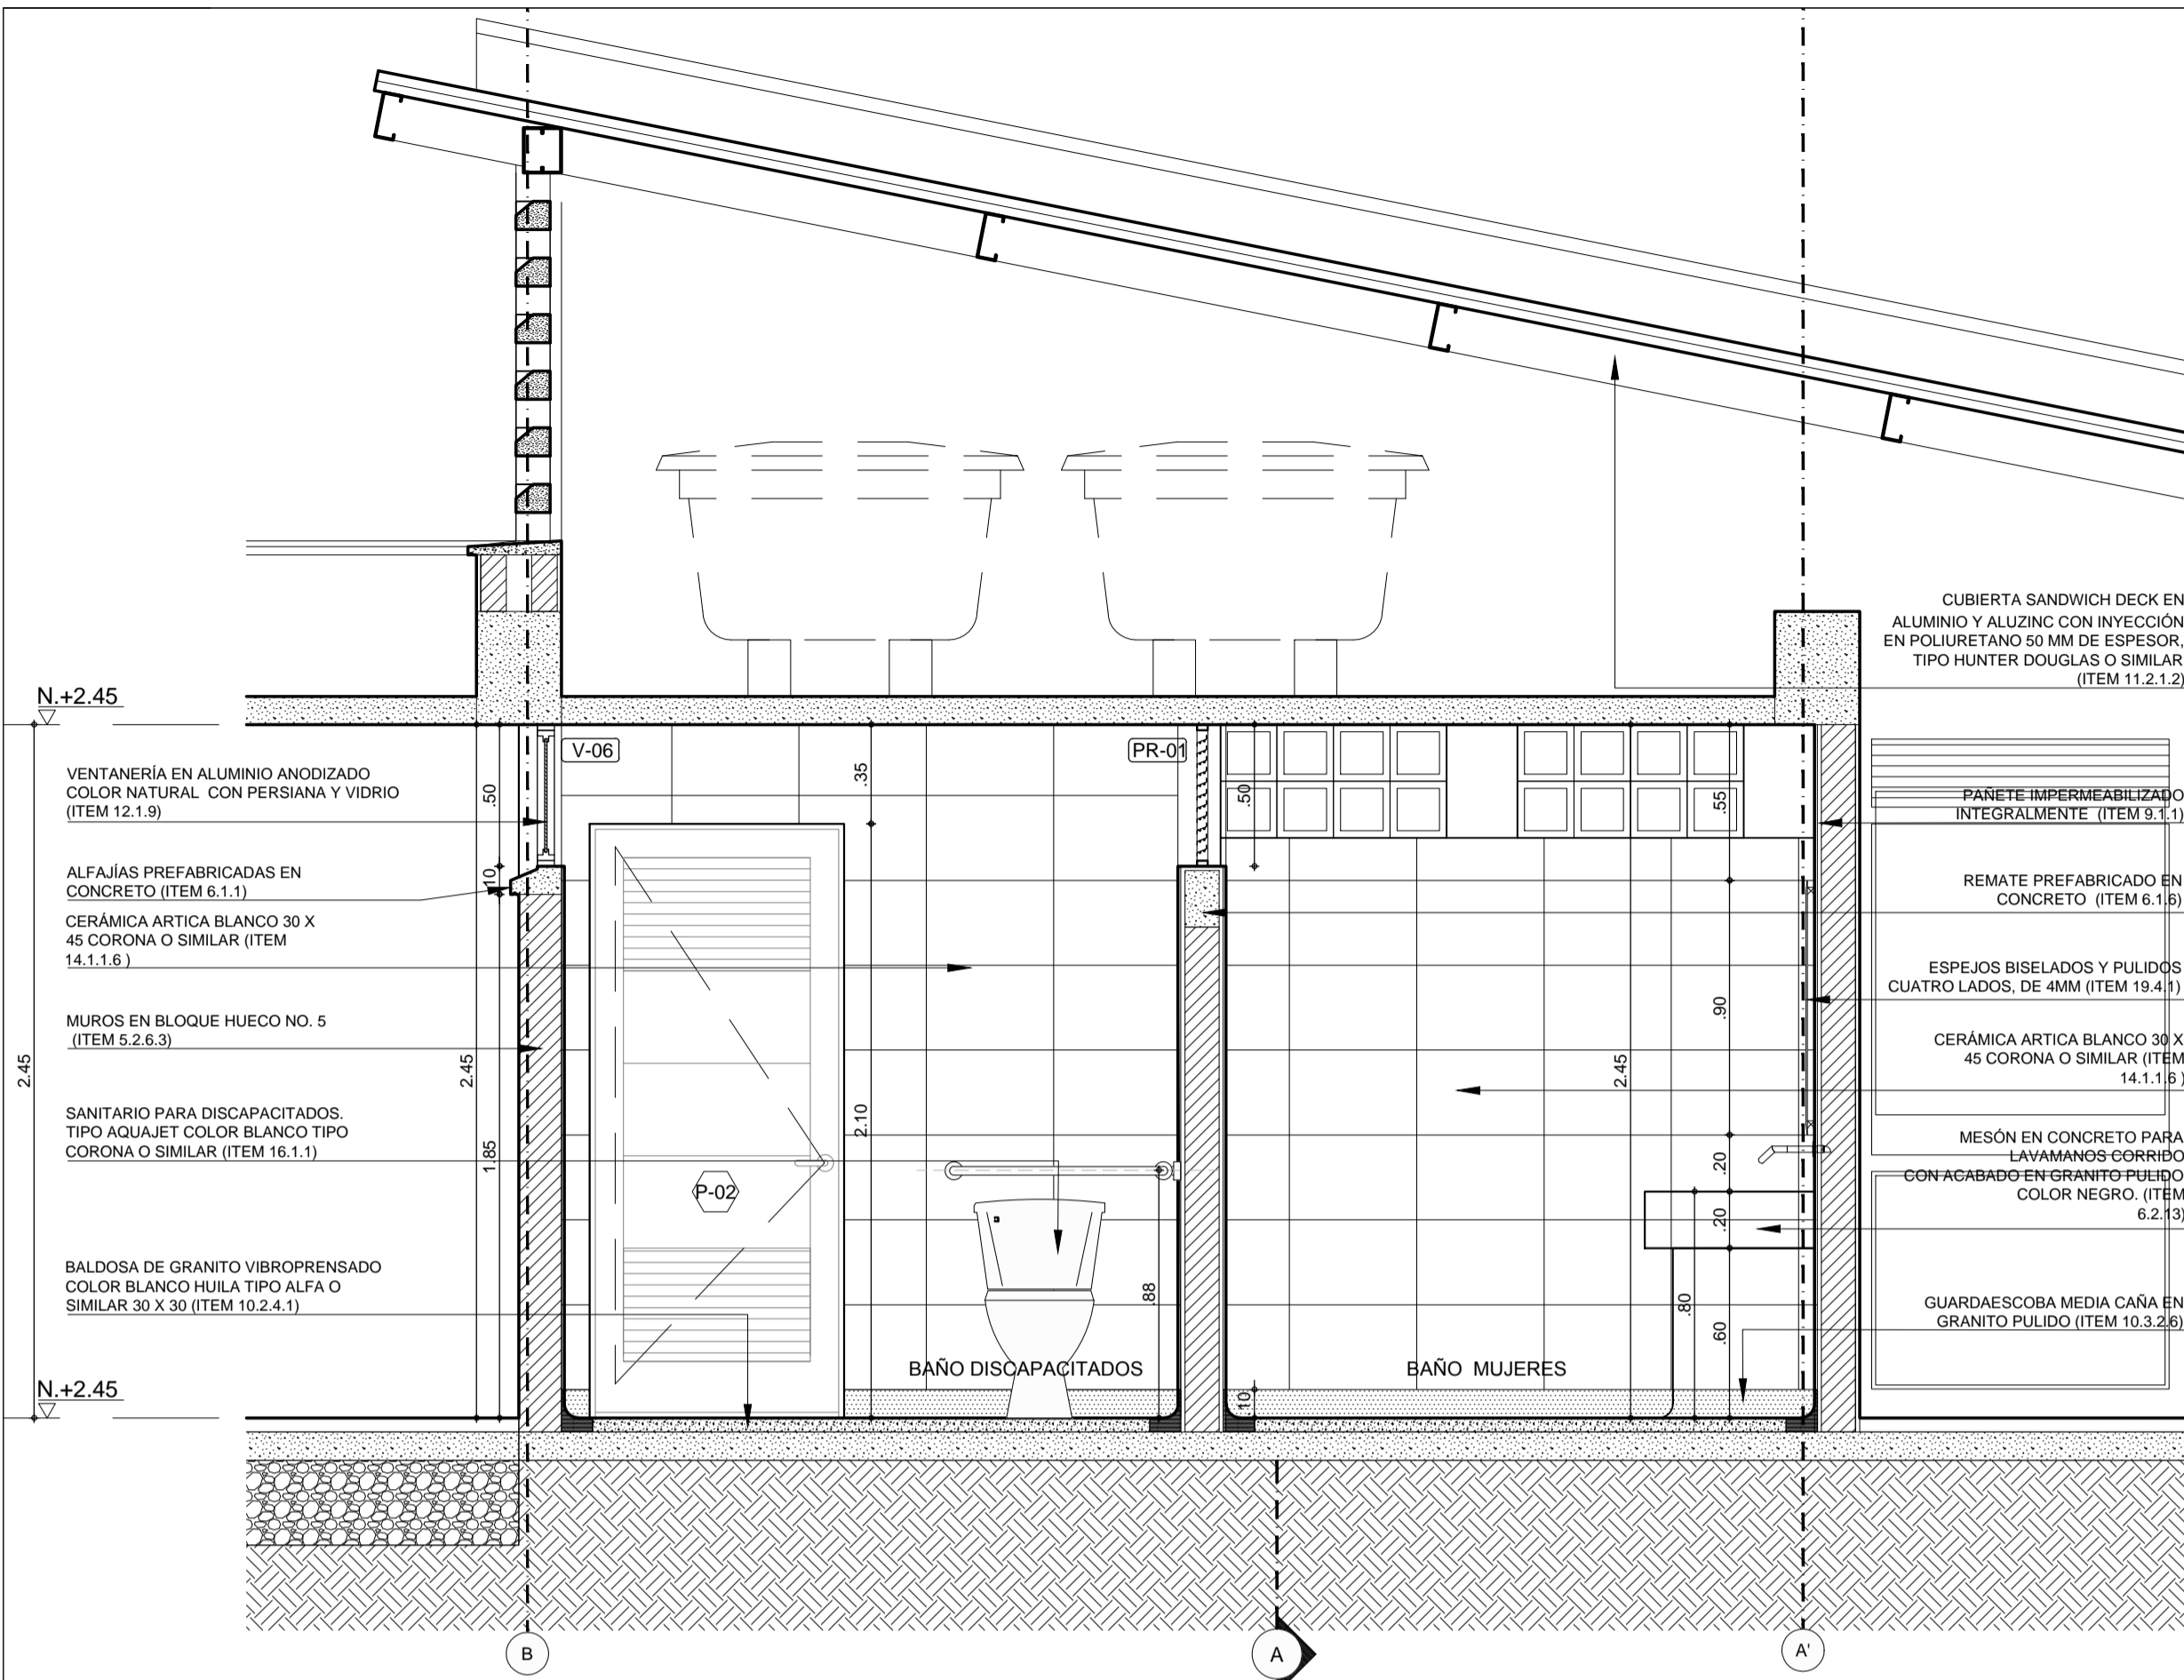 CUBIERTA SANDWICH DECK EN
ALUMINIO Y ALUZINC CON INYECCIÓN
EN POLIURETANO 50 MM DE ESPESOR,
TIPO HUNTER DOUGLAS O SIMILAR
(ITEM 11.2.1.2)
N.+2.45
V-06
PR-01
VENTANERÍA EN ALUMINIO ANODIZADO
COLOR NATURAL CON PERSIANA Y VIDRIO
(ITEM 12.1.9)
ALFAJÍAS PREFABRICADAS EN
CONCRETO (ITEM 6.1.1)
CERÁMICA ARTICA BLANCO 30 X
45 CORONA O SIMILAR (ITEM
14.1.1.6 )
MUROS EN BLOQUE HUECO NO. 5
(ITEM 5.2.6.3)
SANITARIO PARA DISCAPACITADOS.
TIPO AQUAJET COLOR BLANCO TIPO
CORONA O SIMILAR (ITEM 16.1.1)
BALDOSA DE GRANITO VIBROPRENSADO
COLOR BLANCO HUILA TIPO ALFA O
SIMILAR 30 X 30 (ITEM 10.2.4.1)
N.+2.45
2.45
2.45
.50
.10
1.85
.35
2.10
P-02
.88
.50
.10
2.45
.55
.90
.20
.20
.60
.80
BAÑO DISCAPACITADOS
BAÑO MUJERES
PAÑETE IMPERMEABILIZADO
INTEGRALMENTE (ITEM 9.1.1)
REMATE PREFABRICADO EN
CONCRETO (ITEM 6.1.6)
ESPEJOS BISELADOS Y PULIDOS
CUATRO LADOS, DE 4MM (ITEM 19.4.1)
CERÁMICA ARTICA BLANCO 30 X
45 CORONA O SIMILAR (ITEM
14.1.1.6 )
MESÓN EN CONCRETO PARA
LAVAMANOS CORRIDO
CON ACABADO EN GRANITO PULIDO
COLOR NEGRO. (ITEM
6.2.13)
GUARDAESCOBA MEDIA CAÑA EN
GRANITO PULIDO (ITEM 10.3.2.6)
B
A
A'